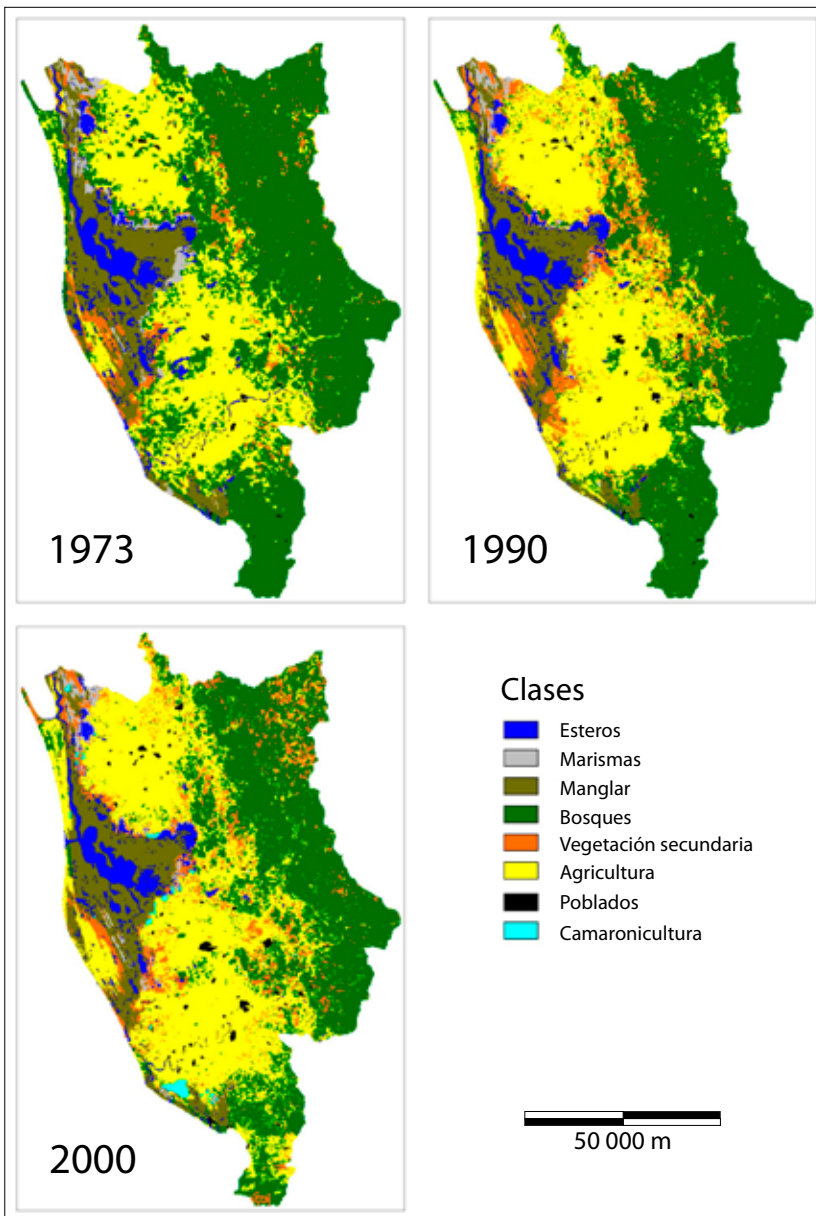 1973
1990
2000
Clases
Esteros
Marismas
Manglar
Bosques
Vegetación secundaria
Agricultura
Poblados
Camaronicultura
50 000 m